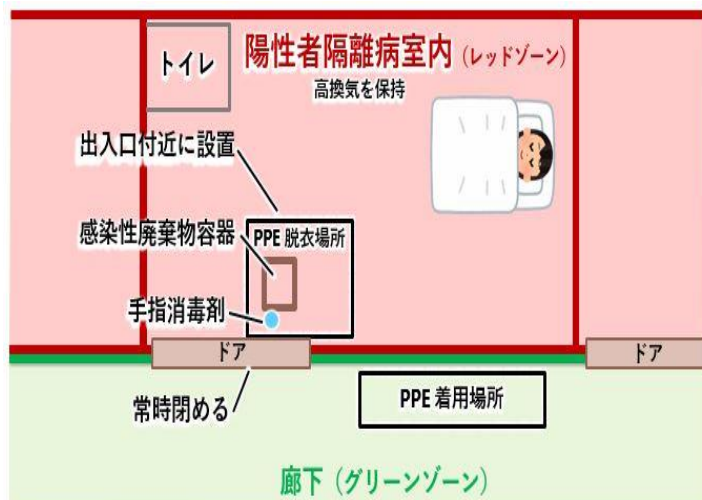 トイレ
陽性者隔離病室内（レッドゾーン）
高換気を保持
出入口付近に設置
感染性廃棄物容器
PPE 脱衣場所
手指消毒剤
ドア
ドア
常時閉める
PPE 着用場所
廊下（グリーンゾーン）